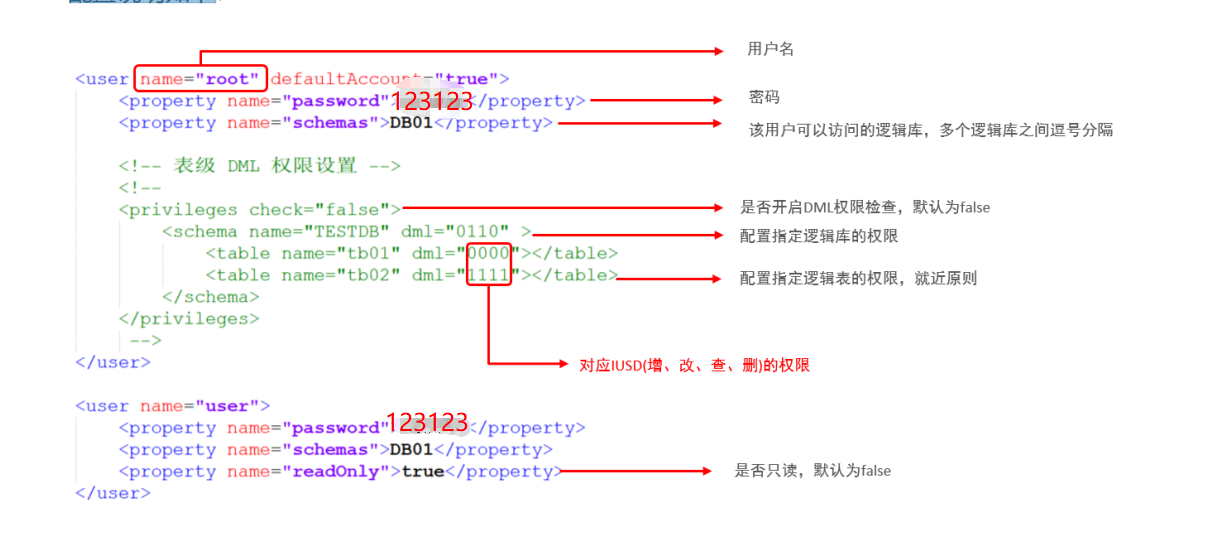 用户名
<user name="root" defaultAccount="true">
<property name="password" 123123 </property>
密码
<property name="schemas">DB01</property>
该用户可以访问的逻辑库，多个逻辑库之间逗号分隔
<!-- 表级 DML 权限设置 -->
<!--
<privileges check="false">
是否开启DML权限检查，默认为false
<schema name="TESTDB" dml="0110" >
配置指定逻辑库的权限
<table name="tb01" dml="0000"></table>
<table name="tb02" dml="1111"></table>
配置指定逻辑表的权限，就近原则
</schema>
</privileges>
-->
</user>
对应IUSD(增、改、查、删)的权限
<user name="user">
<property name="password" 123123 </property>
<property name="schemas">DB01</property>
<property name="readOnly">true</property>
是否只读，默认为false
</user>